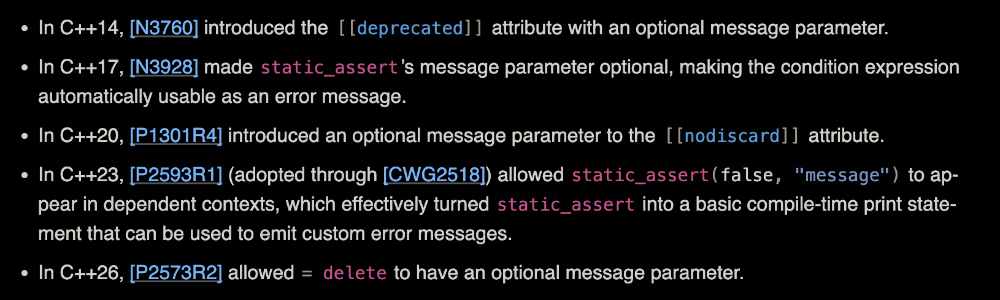 • In C++14, [N3760] introduced the [[deprecated]] attribute with an optional message parameter.
• In C++17, [N3928] made static_assert’s message parameter optional, making the condition expression
automatically usable as an error message.
• In C++20, [P1301R4] introduced an optional message parameter to the [[nodiscard]] attribute.
• In C++23, [P2593R1] (adopted through [CWG2518]) allowed static_assert(false, "message") to ap-
pear in dependent contexts, which effectively turned static_assert into a basic compile-time print state-
ment that can be used to emit custom error messages.
• In C++26, [P2573R2] allowed = delete to have an optional message parameter.